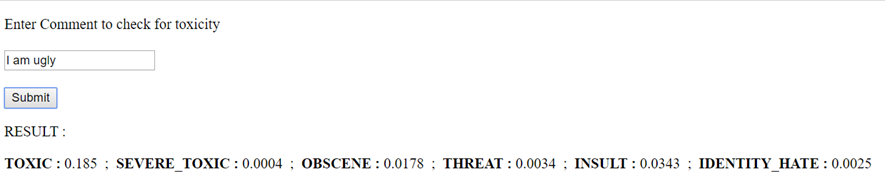 Enter Comment to check for toxicity
I am ugly
Submit
RESULT :
TOXIC : 0.185 ; SEVERE_TOXIC : 0.0004 ; OBSCENE : 0.0178 ; THREAT : 0.0034 ; INSULT : 0.0343 ; IDENTITY_HATE : 0.0025